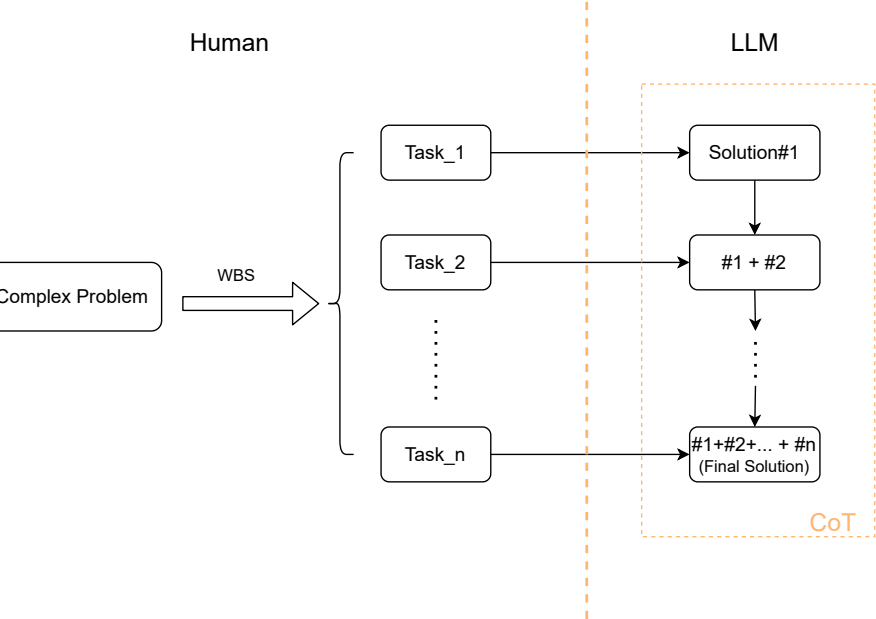 Human
LLM
Task_1
Solution#1
Task_2
#1 + #2
WBS
Complex Problem
Task_n
#1+#2+... + #n
(Final Solution)
CoT